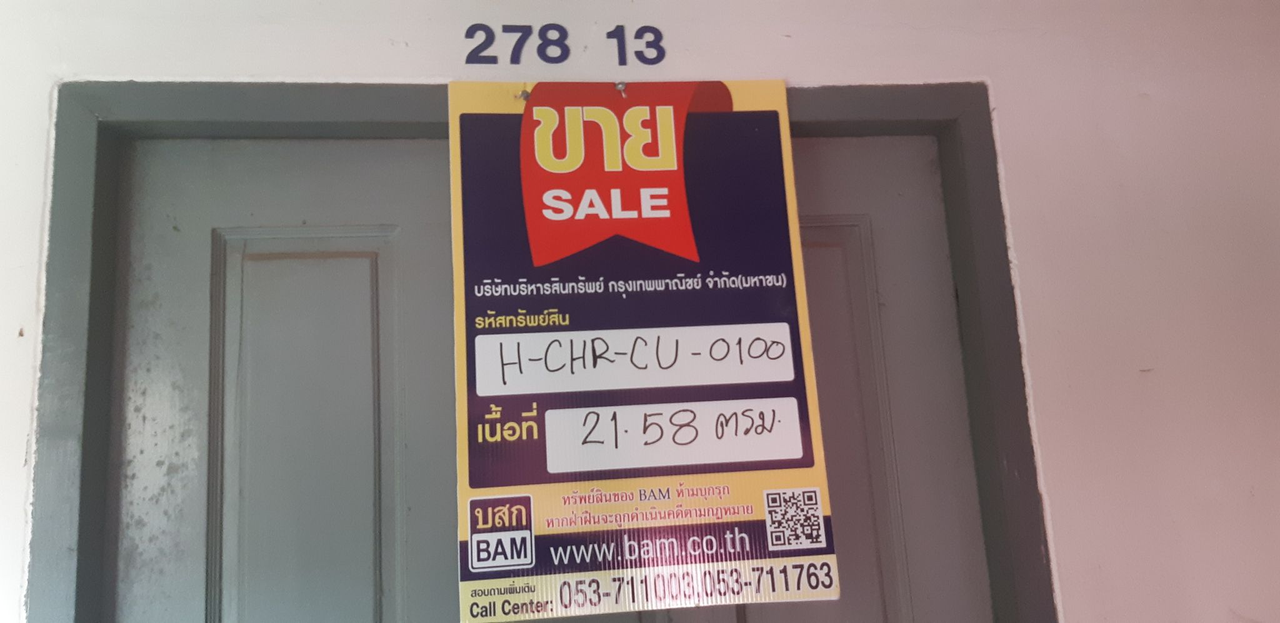 278 13
ขาย
SALE
บริษัทบริหารสินทรัพย์ กรุงเทพพาณิชย์ จำกัด(มหาชน)
รหัสทรัพย์สิน
H-CHR-CU-0100
เนื้อที่ 21.58 ตรม.
ทรัพย์สินของ BAM ห้ามบุกรุก
หากฝ่าฝืนจะถูกดำเนินคดีตามกฎหมาย
บสก
BAM
www.bam.co.th
สอบถามเพิ่มเติม
Call Center: 053-711003,053-711763